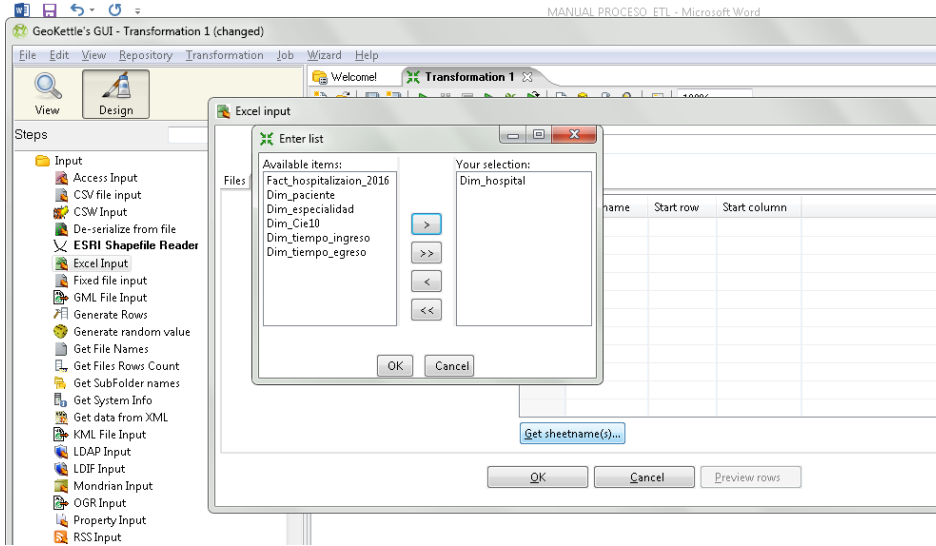 MANUAL PROCESO ETL - Microsoft Word
GeoKettle's GUI - Transformation 1 (changed)
File Edit View Repository Transformation Job Wizard Help
View
Design
Welcome!
Transformation 1
100%
Steps
Input
Access Input
CSV file input
CSW Input
De-serialize from file
ESRI Shapefile Reader
Excel Input
Fixed file input
GML File Input
Generate Rows
Generate random value
Get File Names
Get Files Rows Count
Get SubFolder names
Get System Info
Get data from XML
KML File Input
LDAP Input
LDIF Input
Mondrian Input
OGR Input
Property Input
RSS Input
Excel input
Files
Enter list
Available items:
Fact_hospitalizaion_2016
Dim_paciente
Dim_especialidad
Dim_Cie10
Dim_tiempo_ingreso
Dim_tiempo_egreso
>
>>
<
<<
Your selection:
Dim_hospital
OK
Cancel
Start row
Start column
Get sheetname(s)...
OK
Cancel
Preview rows